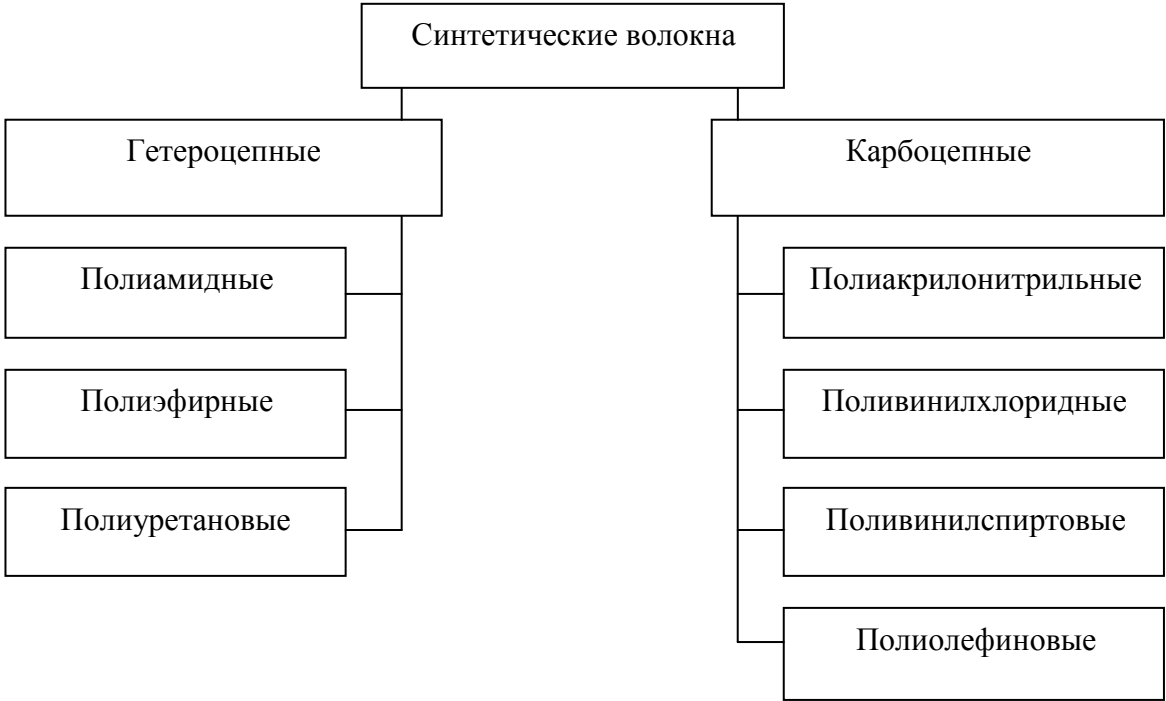 Синтетические волокна
Гетероцепные
Карбоцепные
Полиамидные
Полиакрилонитрильные
Полиэфирные
Поливинилхлоридные
Полиуретановые
Поливинилспиртовые
Полиолефиновые